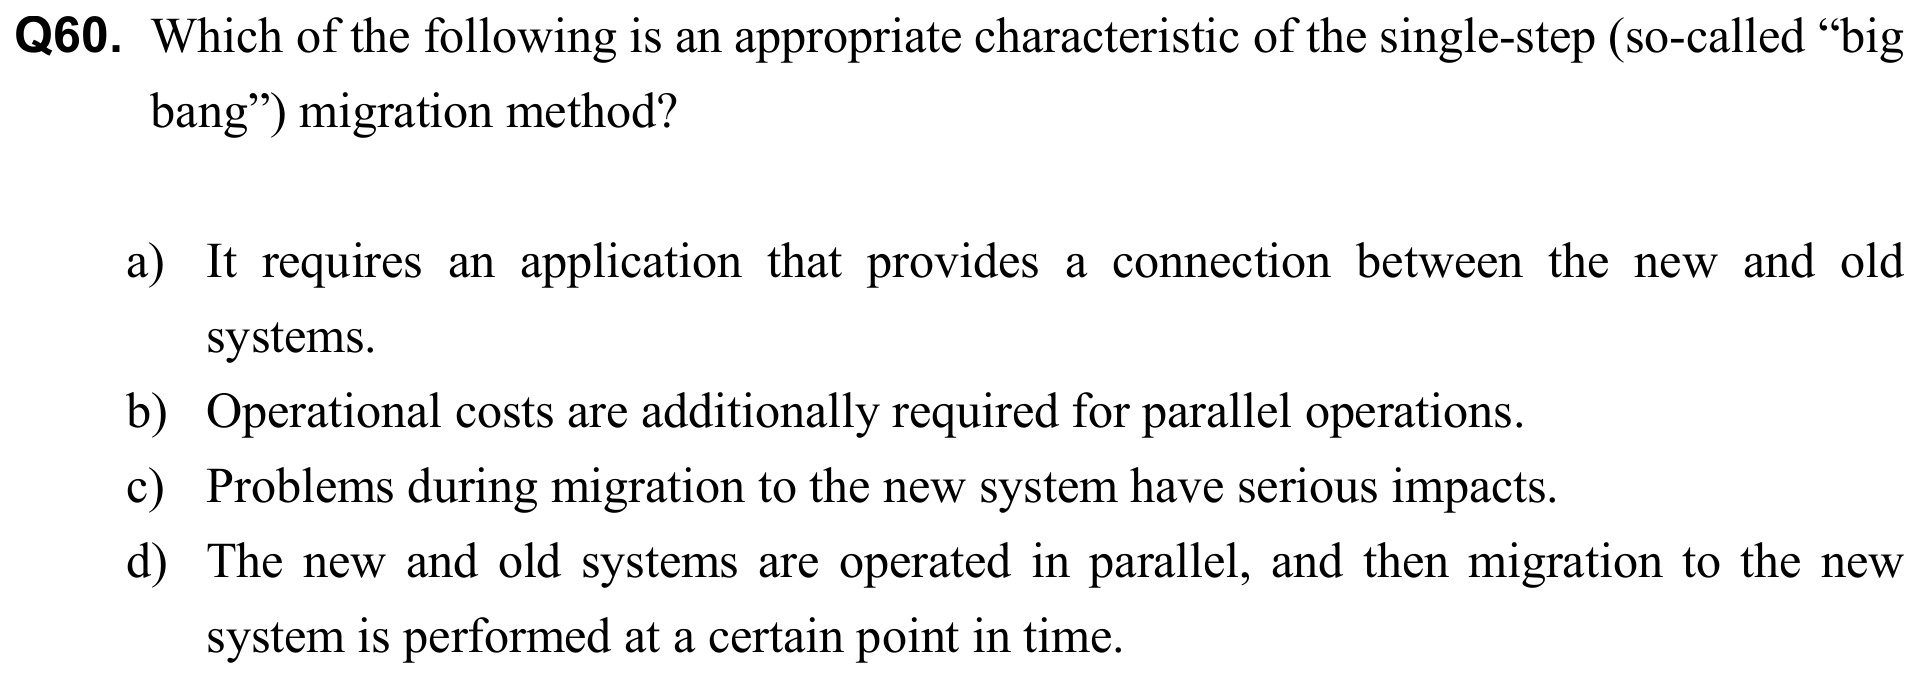 Q60. Which of the following is an appropriate characteristic of the single-step (so-called “big
bang”) migration method?
a) It requires an application that provides a connection between the new and old
systems.
b) Operational costs are additionally required for parallel operations.
c) Problems during migration to the new system have serious impacts.
d) The new and old systems are operated in parallel, and then migration to the new
system is performed at a certain point in time.